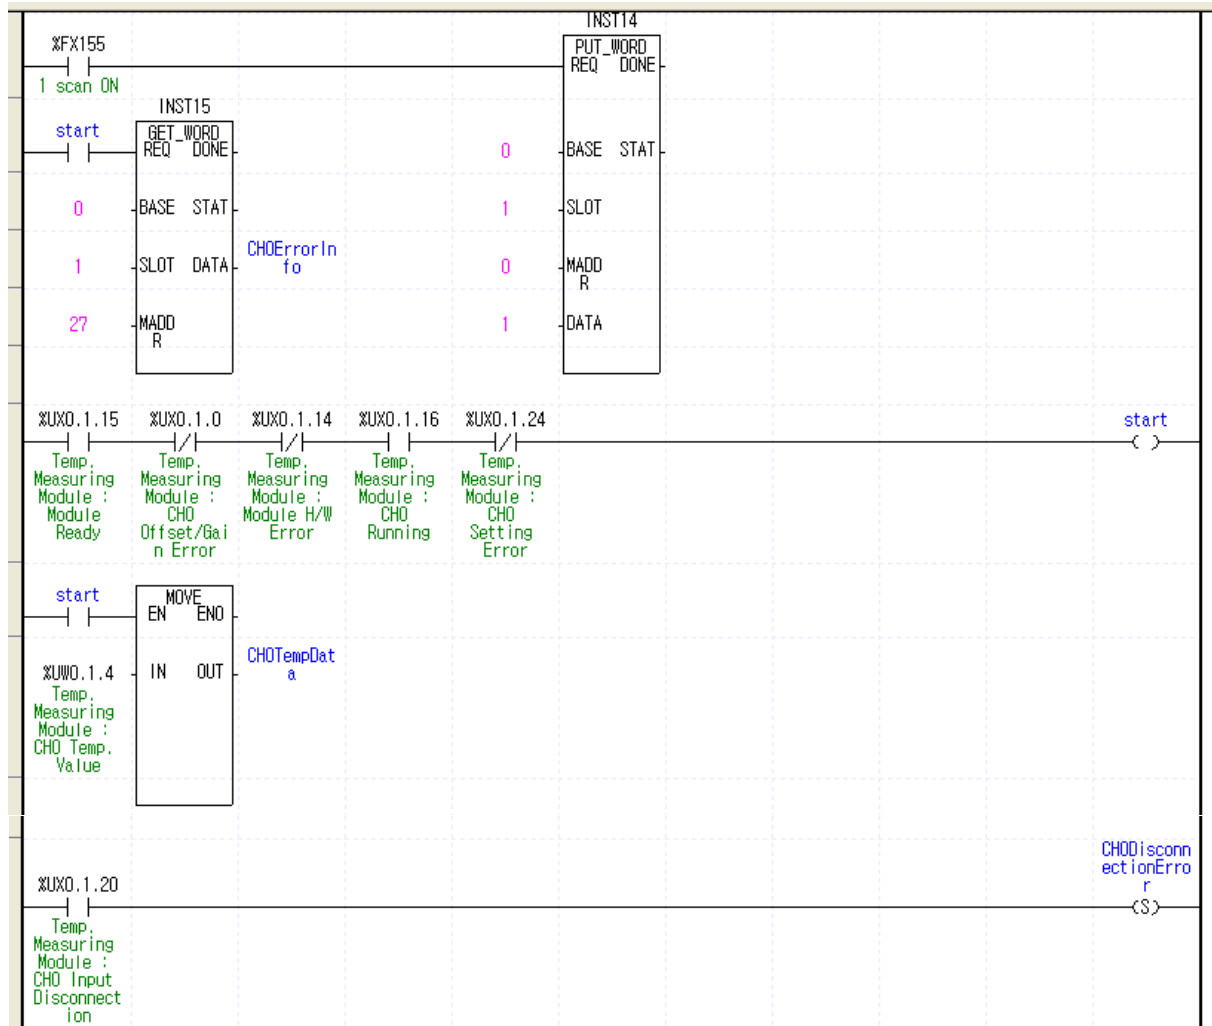 INST14
%FX155
PUT_WORD
REQ DONE
1 scan ON
INST15
start
GET_WORD
REQ DONE
0
BASE STAT
0
BASE STAT
1
SLOT
CH0ErrorIn
fo
1
SLOT DATA
0
MADD
R
27
MADD
R
1
DATA
%UX0.1.15 %UX0.1.0 %UX0.1.14 %UX0.1.16 %UX0.1.24
start
Temp.
Measuring
Module :
Module
Ready
Temp.
Measuring
Module :
CH0
Offset/Gai
n Error
Temp.
Measuring
Module :
Module H/W
Error
Temp.
Measuring
Module :
CH0
Running
Temp.
Measuring
Module :
CH0
Setting
Error
start
MOVE
EN ENO
%UW0.1.4
IN OUT
CH0TempDat
a
Temp.
Measuring
Module :
CH0 Temp.
Value
CH0Disconn
ectionErro
r
%UX0.1.20
(S)
Temp.
Measuring
Module :
CH0 Input
Disconnect
ion